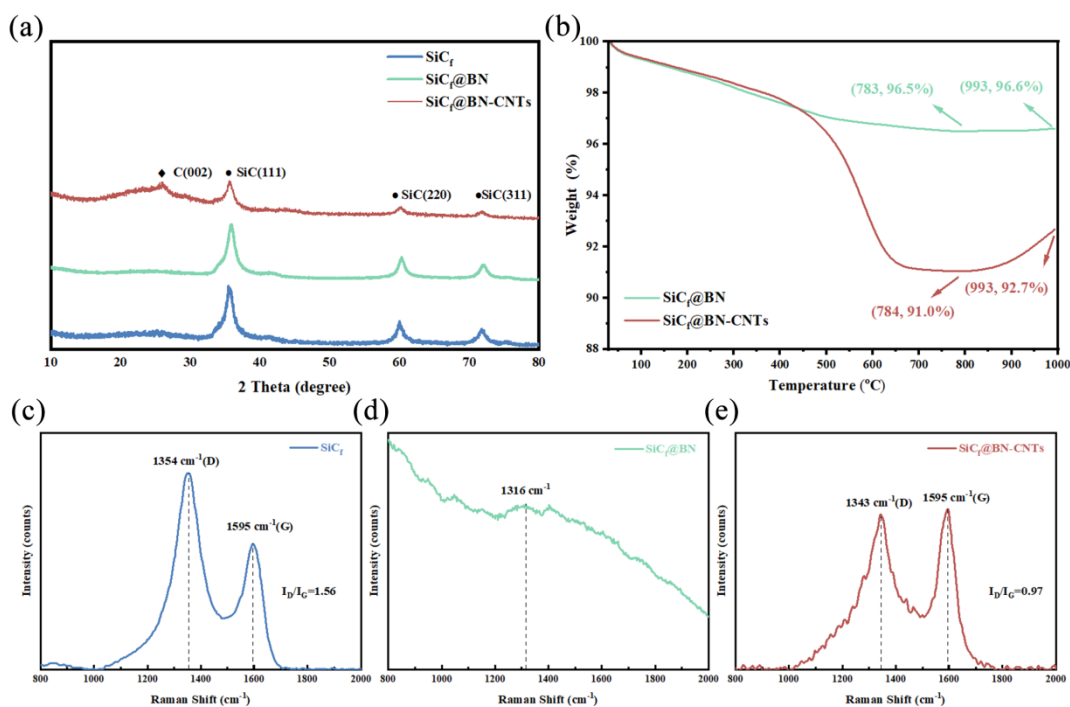 (a)
SiCf
SiCf@BN
SiCf@BN-CNTs
◆ C(002)
● SiC(111)
● SiC(220)
●SiC(311)
10 20 30 40 50 60 70 80
2 Theta (degree)
(b)
100
98
96
94
92
90
88
Weight (%)
(783, 96.5%)
(993, 96.6%)
(993, 92.7%)
(784, 91.0%)
SiCf@BN
SiCf@BN-CNTs
100 200 300 400 500 600 700 800 900 1000
Temperature (°C)
(c)
SiCf
1354 cm-1(D)
1595 cm-1(G)
ID/IG=1.56
Intensity (counts)
800 1000 1200 1400 1600 1800 2000
Raman Shift (cm-1)
(d)
SiCf@BN
1316 cm-1
Intensity (counts)
800 1000 1200 1400 1600 1800 2000
Raman Shift (cm-1)
(e)
SiCf@BN-CNTs
1343 cm-1(D)
1595 cm-1(G)
ID/IG=0.97
Intensity (counts)
800 1000 1200 1400 1600 1800 2000
Raman Shift (cm-1)